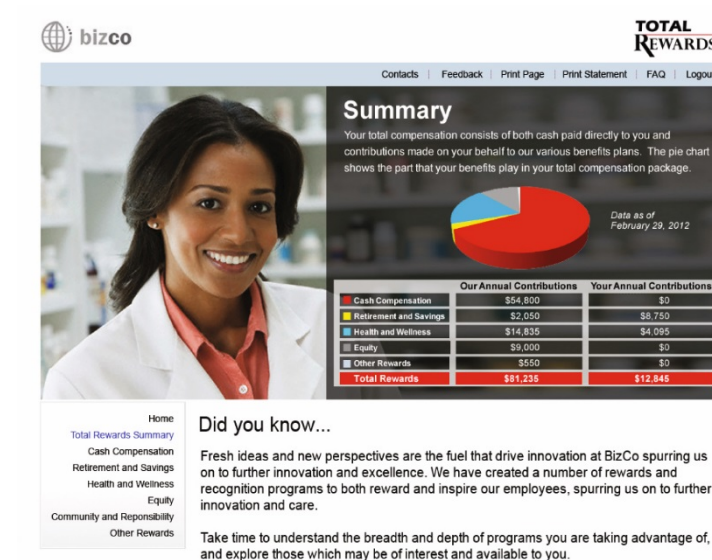 bizco
TOTAL
REWARDS
Contacts | Feedback | Print Page | Print Statement | FAQ | Logout
Summary
Your total compensation consists of both cash paid directly to you and
contributions made on your behalf to our various benefits plans. The pie chart
shows the part that your benefits play in your total compensation package.
Data as of
February 29, 2012
Our Annual Contributions Your Annual Contributions
Cash Compensation $54,800 $0
Retirement and Savings $2,050 $8,750
Health and Wellness $14,835 $4,095
Equity $9,000 $0
Other Rewards $550 $0
Total Rewards $81,235 $12,845
Home
Total Rewards Summary
Cash Compensation
Retirement and Savings
Health and Wellness
Equity
Community and Reponsibility
Other Rewards
Did you know...
Fresh ideas and new perspectives are the fuel that drive innovation at BizCo spurring us
on to further innovation and excellence. We have created a number of rewards and
recognition programs to both reward and inspire our employees, spurring us on to further
innovation and care.
Take time to understand the breadth and depth of programs you are taking advantage of,
and explore those which may be of interest and available to you.